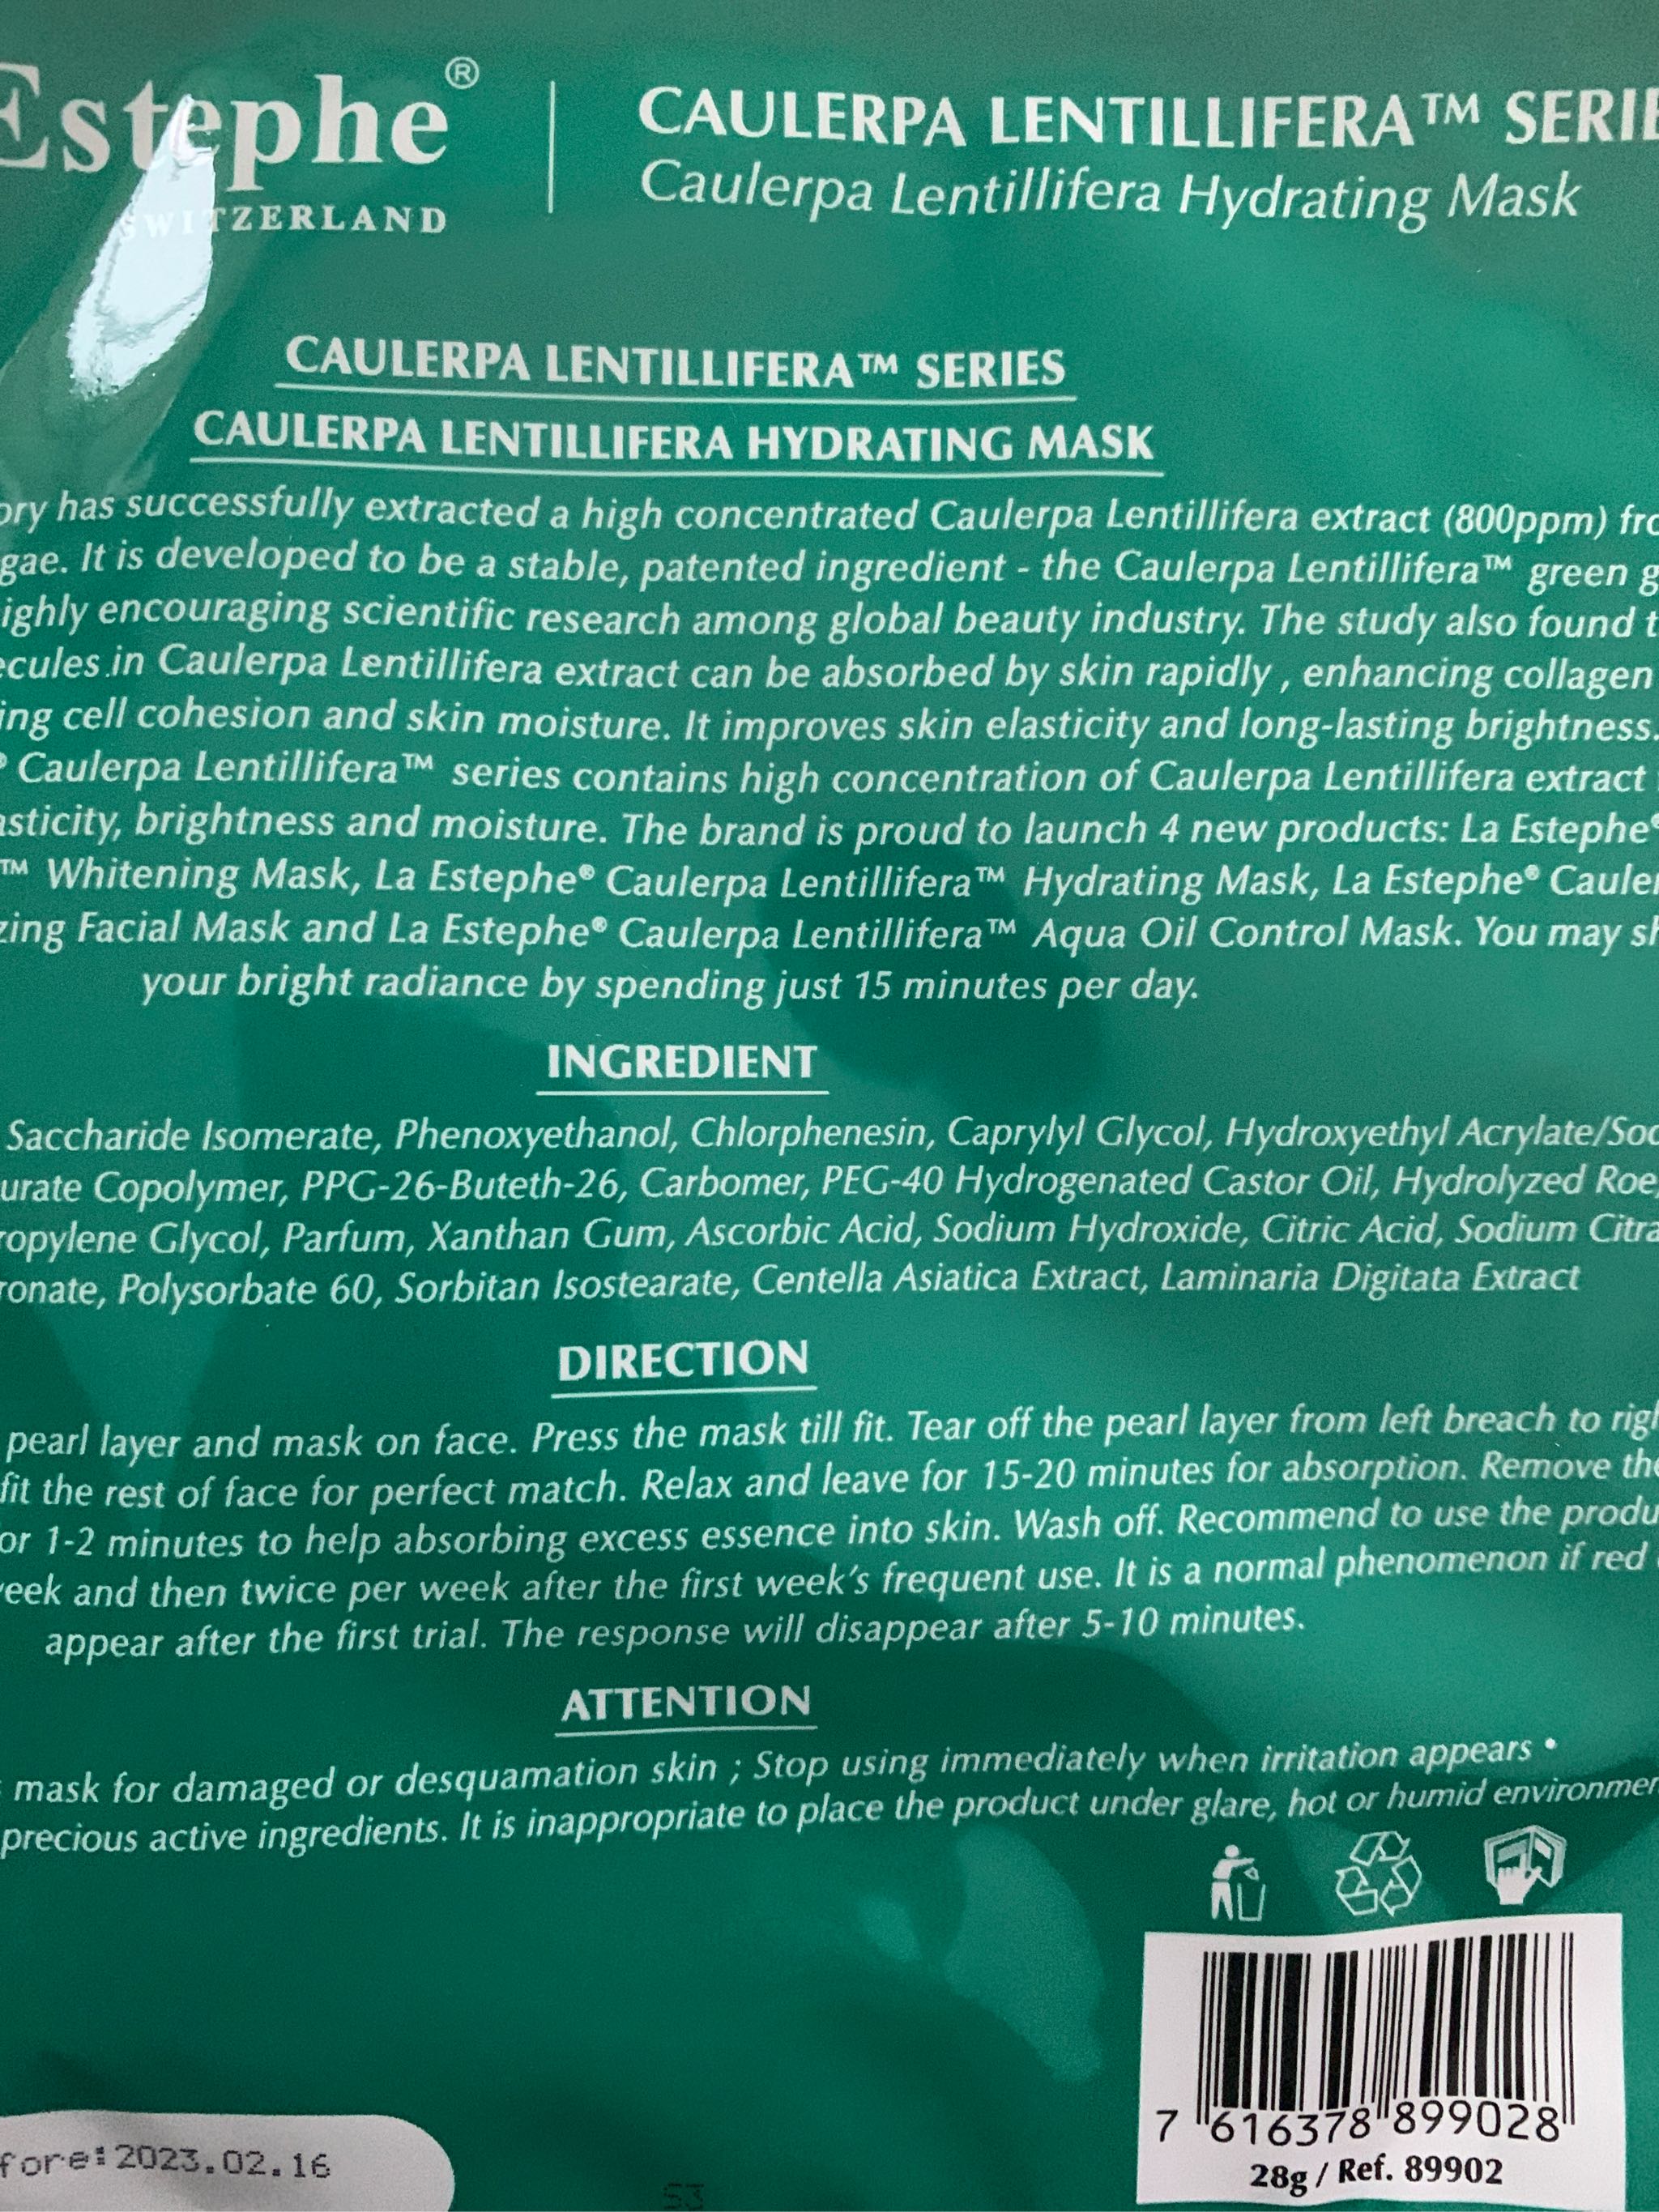 Estephe®
SWITZERLAND
CAULERPA LENTILLIFERA™ SERIE
Caulerpa Lentillifera Hydrating Mask
CAULERPA LENTILLIFERA™ SERIES
CAULERPA LENTILLIFERA HYDRATING MASK
ory has successfully extracted a high concentrated Caulerpa Lentillifera extract (800ppm) fro
gae. It is developed to be a stable, patented ingredient - the Caulerpa Lentillifera™ green g
ighly encouraging scientific research among global beauty industry. The study also found t
ecules in Caulerpa Lentillifera extract can be absorbed by skin rapidly , enhancing collagen
ing cell cohesion and skin moisture. It improves skin elasticity and long-lasting brightness.
® Caulerpa Lentillifera™ series contains high concentration of Caulerpa Lentillifera extract
asticity, brightness and moisture. The brand is proud to launch 4 new products: La Estephe®
™ Whitening Mask, La Estephe® Caulerpa Lentillifera™ Hydrating Mask, La Estephe® Cauler
zing Facial Mask and La Estephe® Caulerpa Lentillifera™ Aqua Oil Control Mask. You may sh
your bright radiance by spending just 15 minutes per day.
INGREDIENT
Saccharide Isomerate, Phenoxyethanol, Chlorphenesin, Caprylyl Glycol, Hydroxyethyl Acrylate/Soc
urate Copolymer, PPG-26-Buteth-26, Carbomer, PEG-40 Hydrogenated Castor Oil, Hydrolyzed Roe,
ropylene Glycol, Parfum, Xanthan Gum, Ascorbic Acid, Sodium Hydroxide, Citric Acid, Sodium Citra
ronate, Polysorbate 60, Sorbitan Isostearate, Centella Asiatica Extract, Laminaria Digitata Extract
DIRECTION
pearl layer and mask on face. Press the mask till fit. Tear off the pearl layer from left breach to righ
fit the rest of face for perfect match. Relax and leave for 15-20 minutes for absorption. Remove the
or 1-2 minutes to help absorbing excess essence into skin. Wash off. Recommend to use the produ
eek and then twice per week after the first week's frequent use. It is a normal phenomenon if red
appear after the first trial. The response will disappear after 5-10 minutes.
ATTENTION
mask for damaged or desquamation skin ; Stop using immediately when irritation appears •
precious active ingredients. It is inappropriate to place the product under glare, hot or humid environmen
7 616378 899028
28g / Ref. 89902
fore:2023.02.16
53